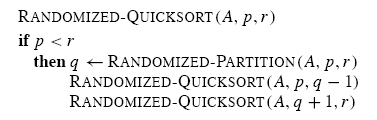 RANDOMIZED-QUICKSORT(A, p, r)
if p < r
then q ← RANDOMIZED-PARTITION(A, p, r)
RANDOMIZED-QUICKSORT(A, p, q − 1)
RANDOMIZED-QUICKSORT(A, q + 1, r)